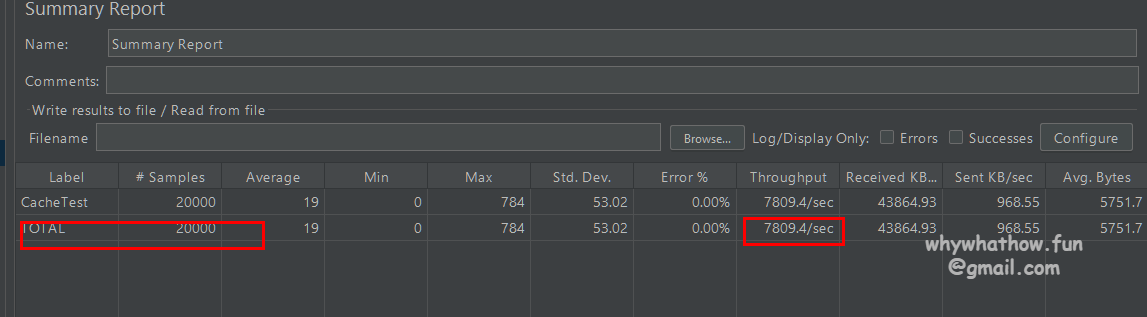 Summary Report
Name: Summary Report
Comments:
Write results to file / Read from file
Filename Browse... Log/Display Only: Errors Successes Configure
Label # Samples Average Min Max Std. Dev. Error % Throughput Received KB... Sent KB/sec Avg. Bytes
CacheTest 20000 19 0 784 53.02 0.00% 7809.4/sec 43864.93 968.55 5751.7
TOTAL 20000 19 0 784 53.02 0.00% 7809.4/sec 43864.93 968.55 5751.7
whywhathow.fun
@gmail.com